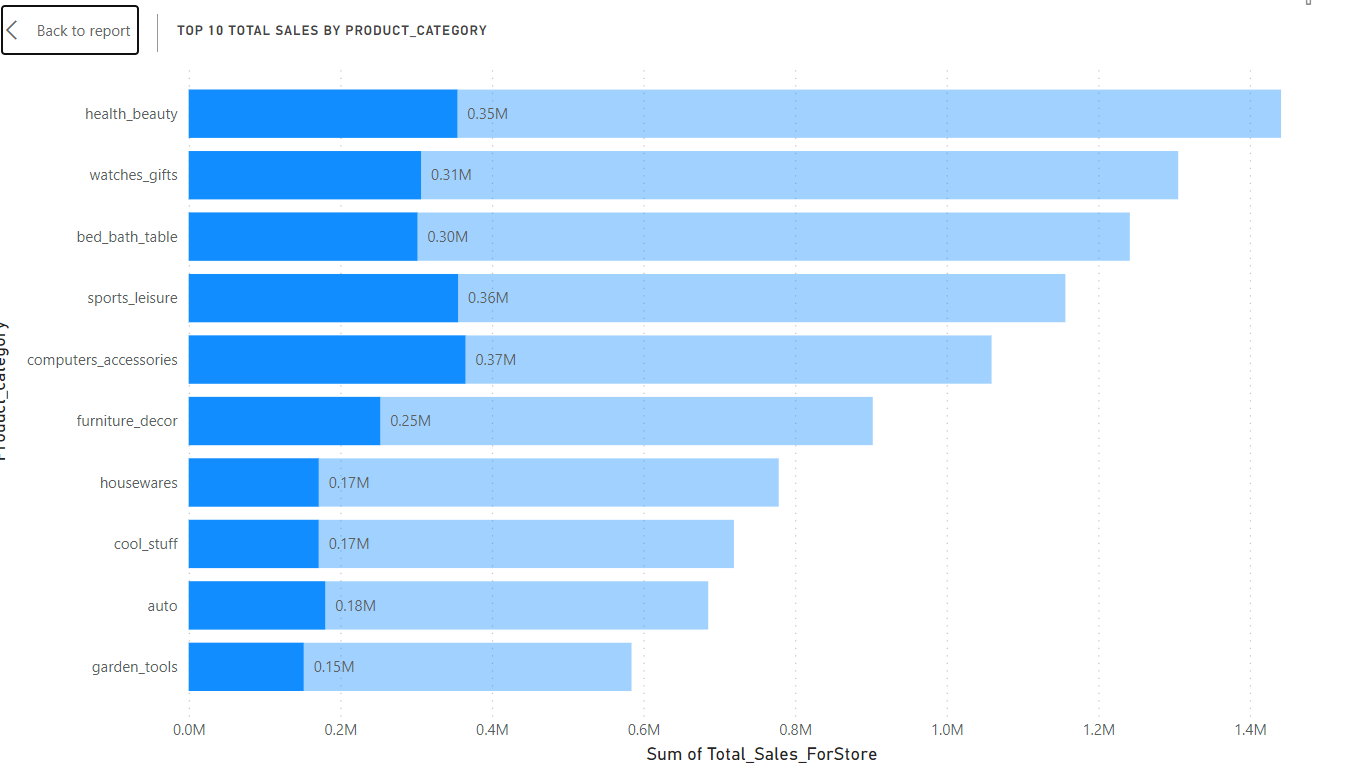 Back to report
TOP 10 TOTAL SALES BY PRODUCT_CATEGORY
health_beauty 0.35M
watches_gifts 0.31M
bed_bath_table 0.30M
sports_leisure 0.36M
computers_accessories 0.37M
furniture_decor 0.25M
housewares 0.17M
cool_stuff 0.17M
auto 0.18M
garden_tools 0.15M
Product_category
0.0M 0.2M 0.4M 0.6M 0.8M 1.0M 1.2M 1.4M
Sum of Total_Sales_ForStore